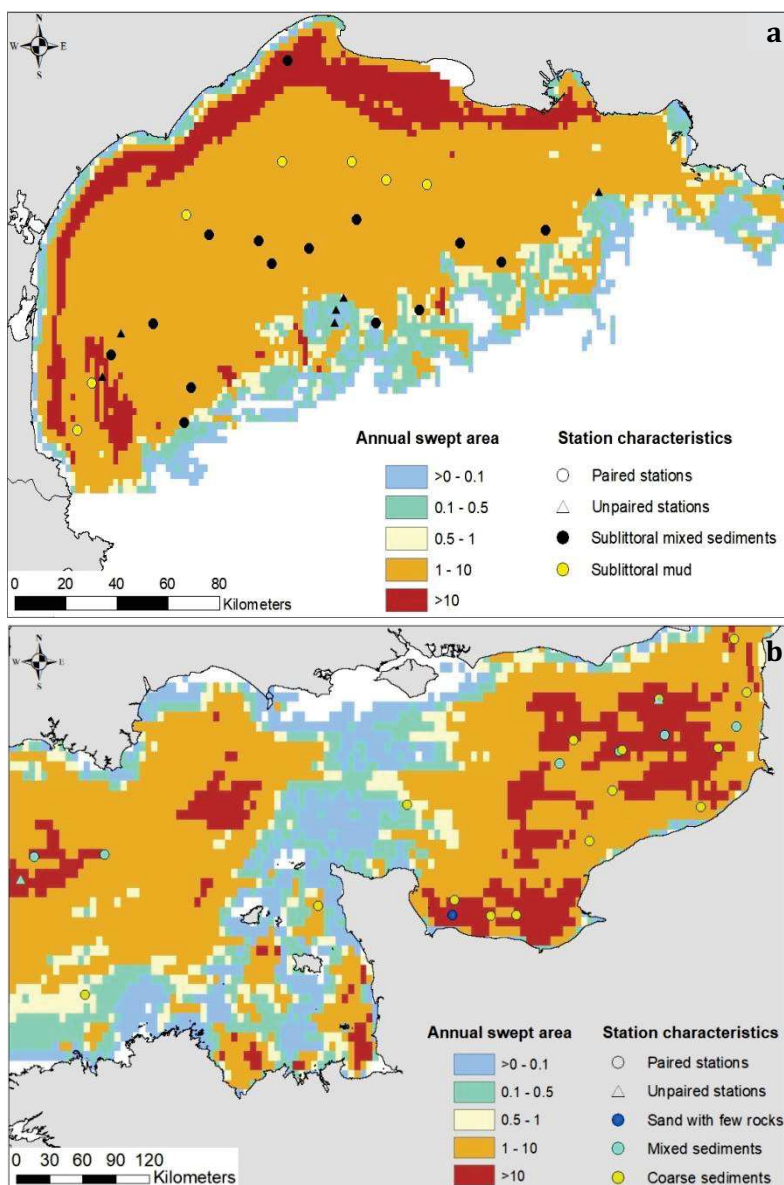 a
N
W E
S
Annual swept area
>0 - 0.1
0.1 - 0.5
0.5 - 1
1 - 10
>10
Station characteristics
Paired stations
Unpaired stations
Sublittoral mixed sediments
Sublittoral mud
0 20 40 60 80
Kilometers
b
N
W E
S
Annual swept area
>0 - 0.1
0.1 - 0.5
0.5 - 1
1 - 10
>10
Station characteristics
Paired stations
Unpaired stations
Sand with few rocks
Mixed sediments
Coarse sediments
0 30 60 90 120
Kilometers